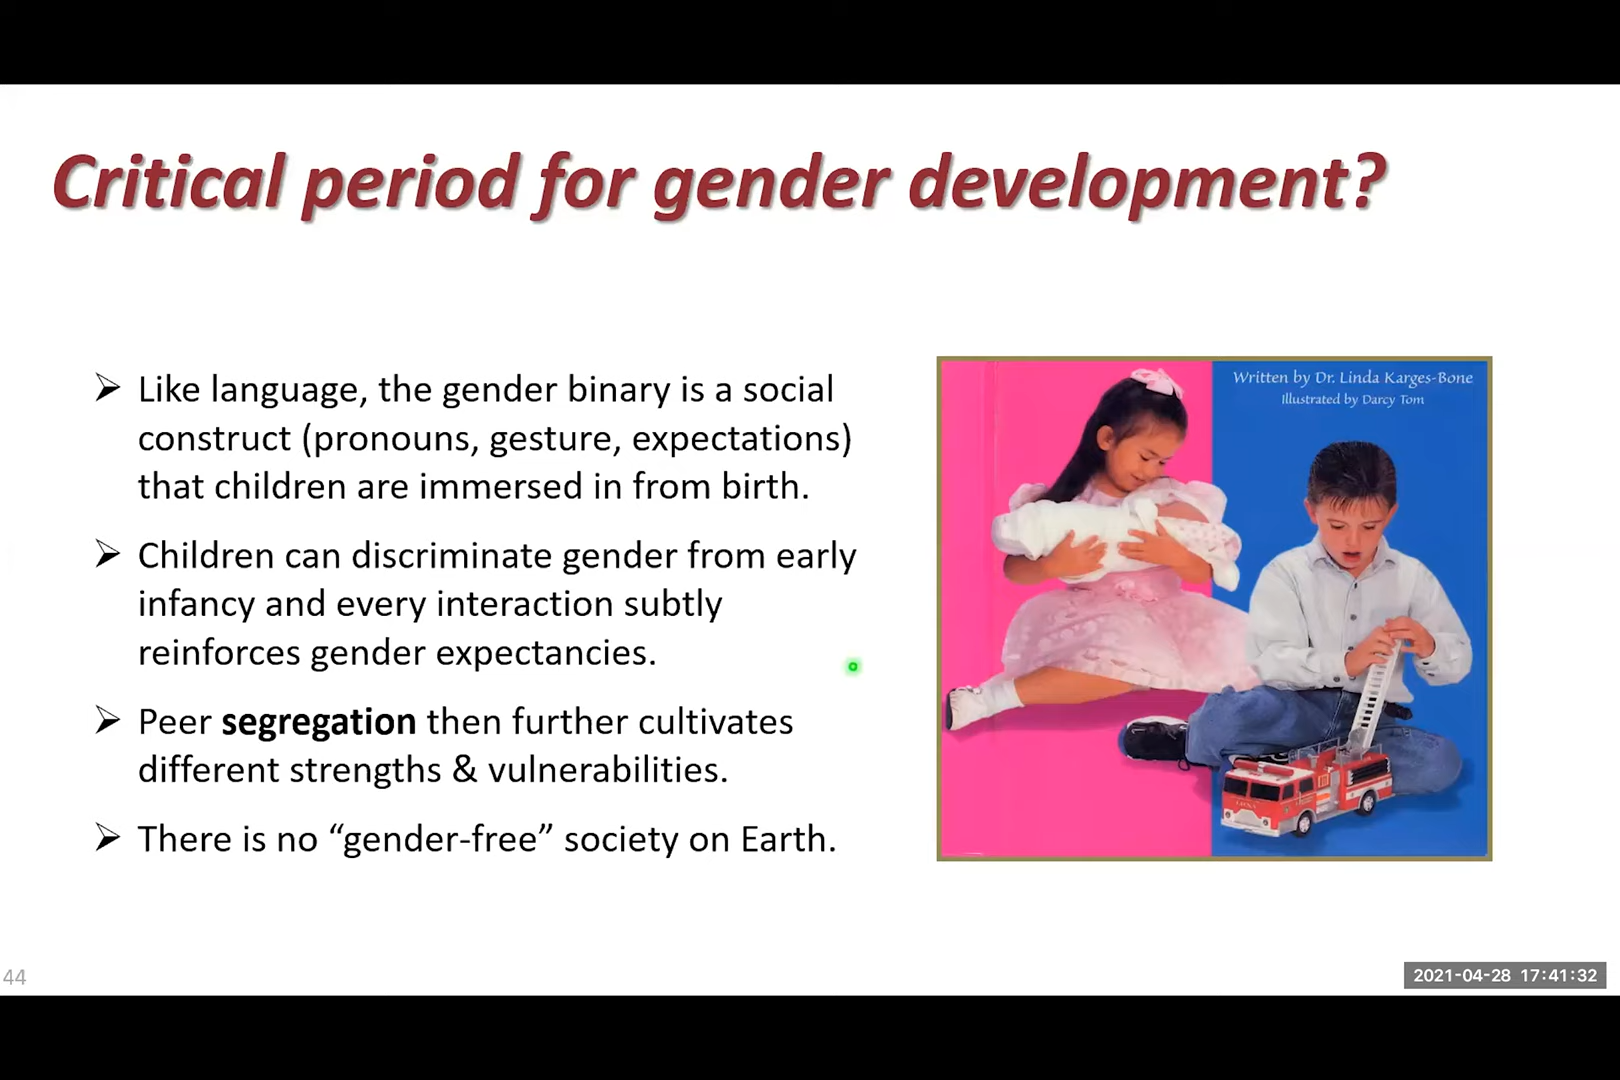 Critical period for gender development?
➢ Like language, the gender binary is a social
construct (pronouns, gesture, expectations)
that children are immersed in from birth.
➢ Children can discriminate gender from early
infancy and every interaction subtly
reinforces gender expectancies.
➢ Peer segregation then further cultivates
different strengths & vulnerabilities.
➢ There is no “gender-free” society on Earth.
Written by Dr. Linda Karges-Bone
Illustrated by Darcy Tom
44
2021-04-28 17:41:32